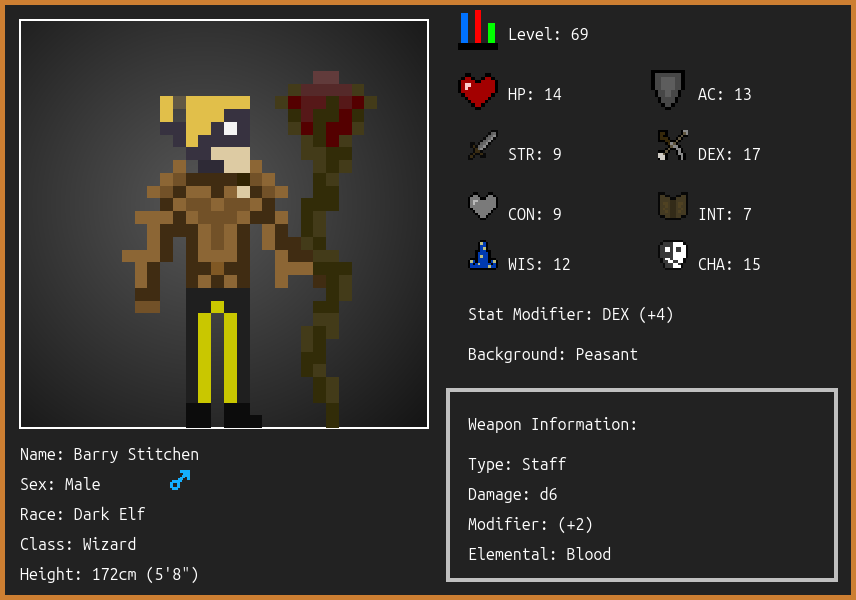 Level: 69
HP: 14
AC: 13
STR: 9
DEX: 17
CON: 9
INT: 7
WIS: 12
CHA: 15
Stat Modifier: DEX (+4)
Background: Peasant
Weapon Information:
Type: Staff
Damage: d6
Modifier: (+2)
Elemental: Blood
Name: Barry Stitchen
Sex: Male
Race: Dark Elf
Class: Wizard
Height: 172cm (5'8")